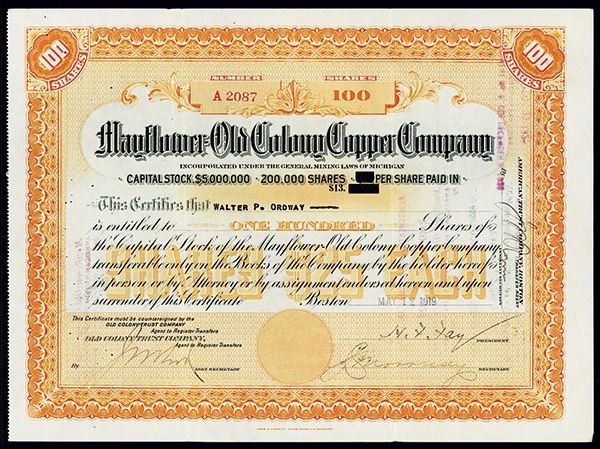 100 100
SHARES SHARES
NUMBER SHARES
A 2087 100
Mayflower-Old Colony Copper Company
INCORPORATED UNDER THE GENERAL MINING LAWS OF MICHIGAN
CAPITAL STOCK, $5,000,000 - 200,000 SHARES PER SHARE PAID IN
$13.
This Certifies that WALTER P. ORDWAY
is entitled to ONE HUNDRED Shares of
the Capital Stock of the Mayflower-Old Colony Copper Company,
transferable only on the Books of the Company by the holder hereof
in person or by Attorney or by assignment endorsed hereon and upon
surrender of this Certificate Boston MAY 12 1919
This Certificate must be countersigned by the
OLD COLONY TRUST COMPANY
Agent to Register Transfers
OLD COLONY TRUST COMPANY,
Agent to Register Transfers
H. F. Fay
PRESIDENT
By
ASST SECRETARY
SECRETARY